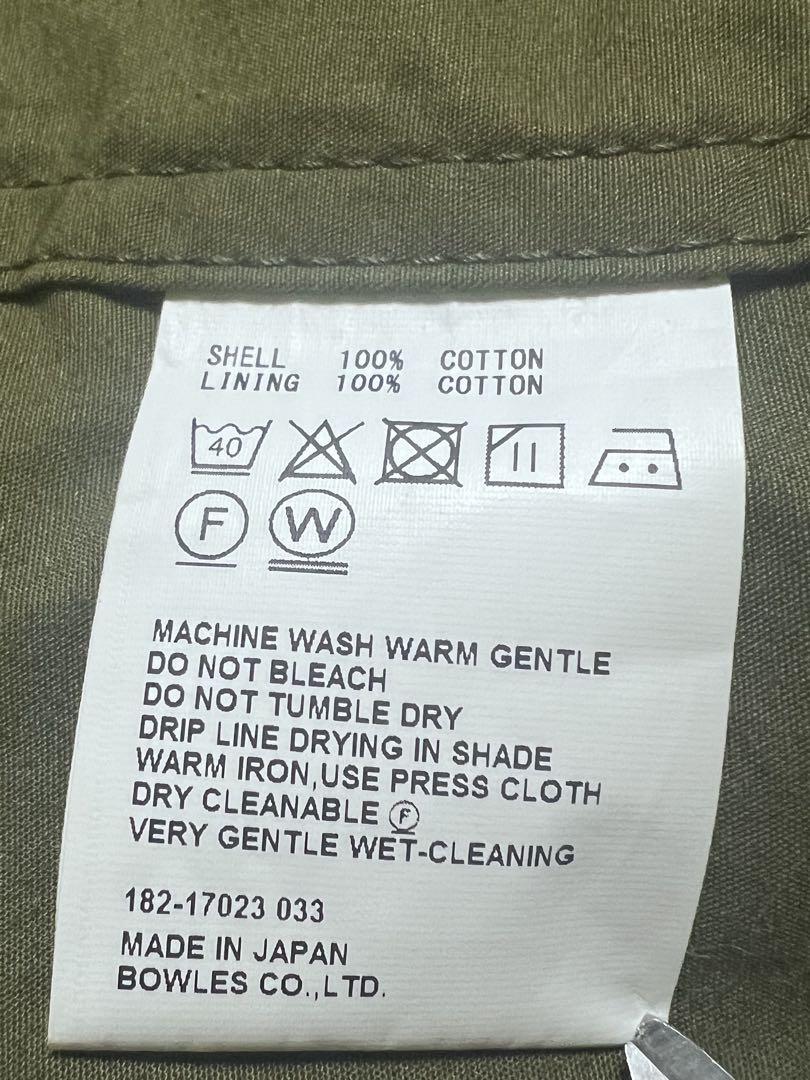 SHELL 100% COTTON
LINING 100% COTTON
40
F W
MACHINE WASH WARM GENTLE
DO NOT BLEACH
DO NOT TUMBLE DRY
DRIP LINE DRYING IN SHADE
WARM IRON,USE PRESS CLOTH
DRY CLEANABLE Ⓕ
VERY GENTLE WET-CLEANING
182-17023 033
MADE IN JAPAN
BOWLES CO.,LTD.